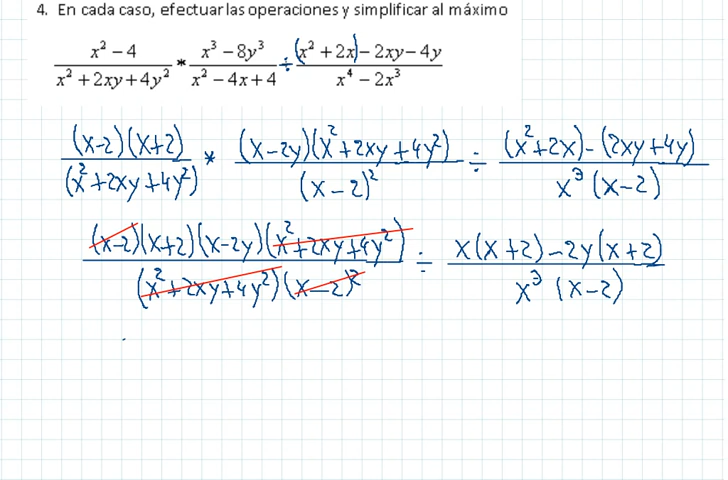 4. En cada caso, efectuar las operaciones y simplificar al máximo
x² − 4 / x² + 2xy + 4y² * x³ − 8y³ / x² − 4x + 4 ÷ (x² + 2x) − 2xy − 4y / x⁴ − 2x³
(x−2)(x+2) / (x²+2xy+4y²) * (x−2y)(x²+2xy+4y²) / (x−2)² ÷ (x²+2x)−(2xy+4y) / x³(x−2)
(x−2)(x+2)(x−2y)(x²+2xy+4y²) / (x²+2xy+4y²)(x−2)² ÷ x(x+2)−2y(x+2) / x³(x−2)